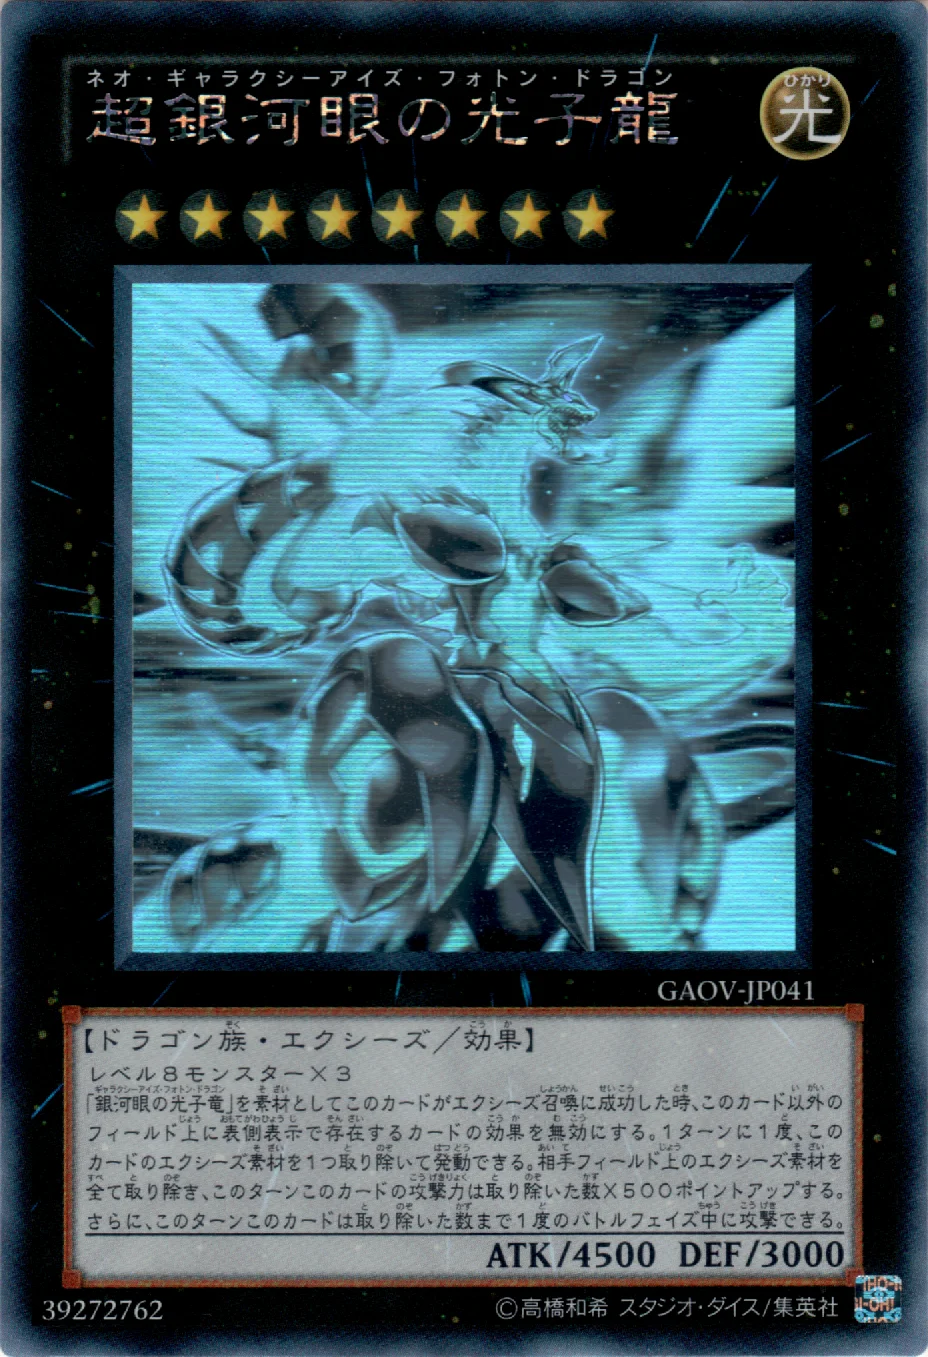 ネオ・ギャラクシーアイズ・フォトン・ドラゴン
超銀河眼の光子龍
ひかり
光
GAOV-JP041
【ドラゴン族・エクシーズ/効果】
レベル8モンスター×3
「銀河眼の光子竜」を素材としてこのカードがエクシーズ召喚に成功した時、このカード以外の
フィールド上に表側表示で存在するカードの効果を無効にする。1ターンに1度、この
カードのエクシーズ素材を1つ取り除いて発動できる。相手フィールド上のエクシーズ素材を
全て取り除き、このターンこのカードの攻撃力は取り除いた数×500ポイントアップする。
さらに、このターンこのカードは取り除いた数まで1度のバトルフェイズ中に攻撃できる。
ATK/4500 DEF/3000
39272762
©高橋和希 スタジオ・ダイス/集英社